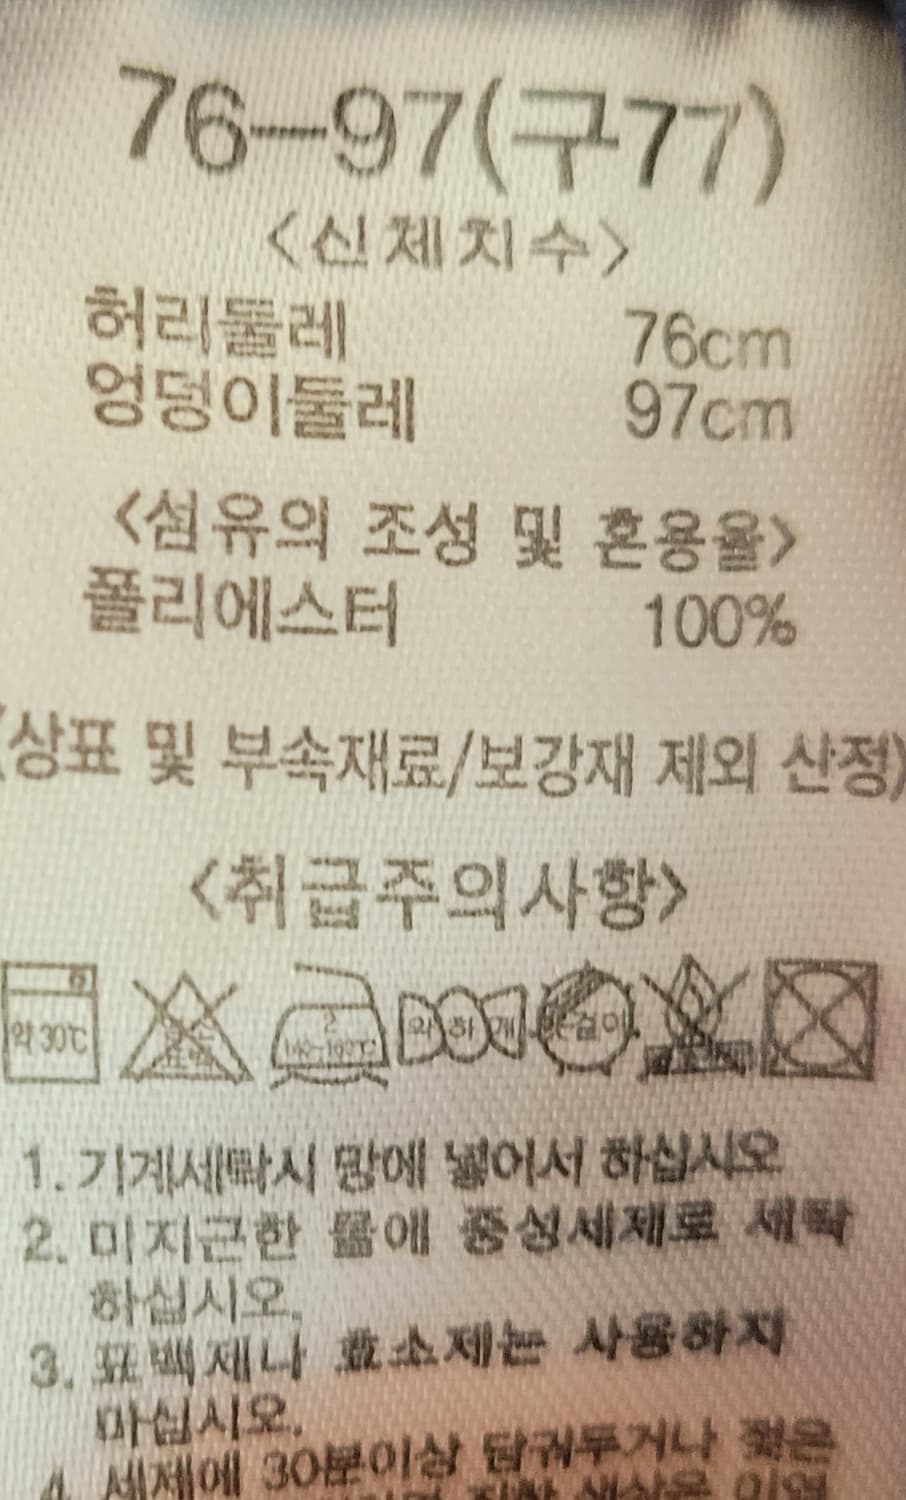 76-97(구77)
<신체치수>
허리둘레 76cm
엉덩이둘레 97cm
<섬유의 조성 및 혼용율>
폴리에스터 100%
(상표 및 부속재료/보강재 제외 산정)
<취급주의사항>
약 30℃ 2 약 하 게
1. 기계세탁시 망에 넣어서 하십시오
2. 미지근한 물에 중성세제로 세탁
하십시오.
3. 표백제나 효소제는 사용하지
마십시오.
4. 세제에 30분이상 담궈두거나 젖은